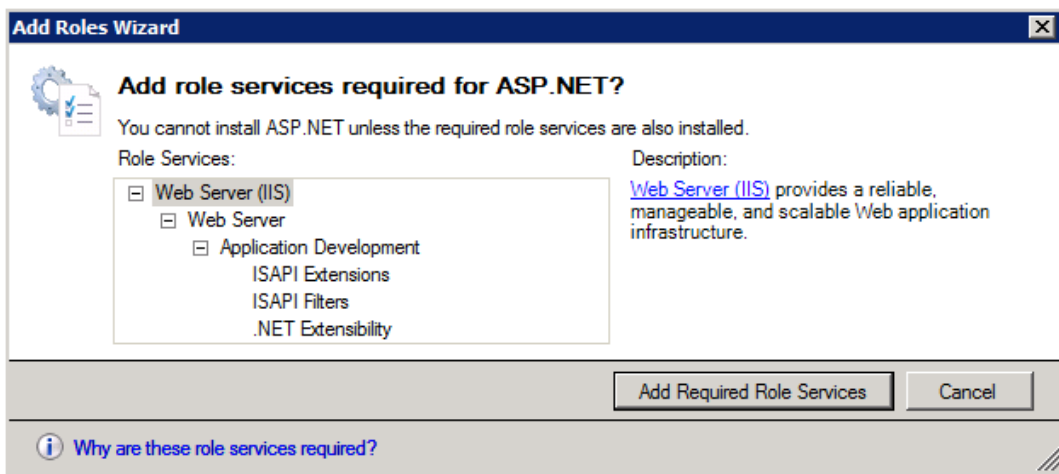 Add Roles Wizard
Add role services required for ASP.NET?
You cannot install ASP.NET unless the required role services are also installed.
Role Services:
Web Server (IIS)
Web Server
Application Development
ISAPI Extensions
ISAPI Filters
.NET Extensibility
Description:
Web Server (IIS) provides a reliable,
manageable, and scalable Web application
infrastructure.
Add Required Role Services
Cancel
Why are these role services required?